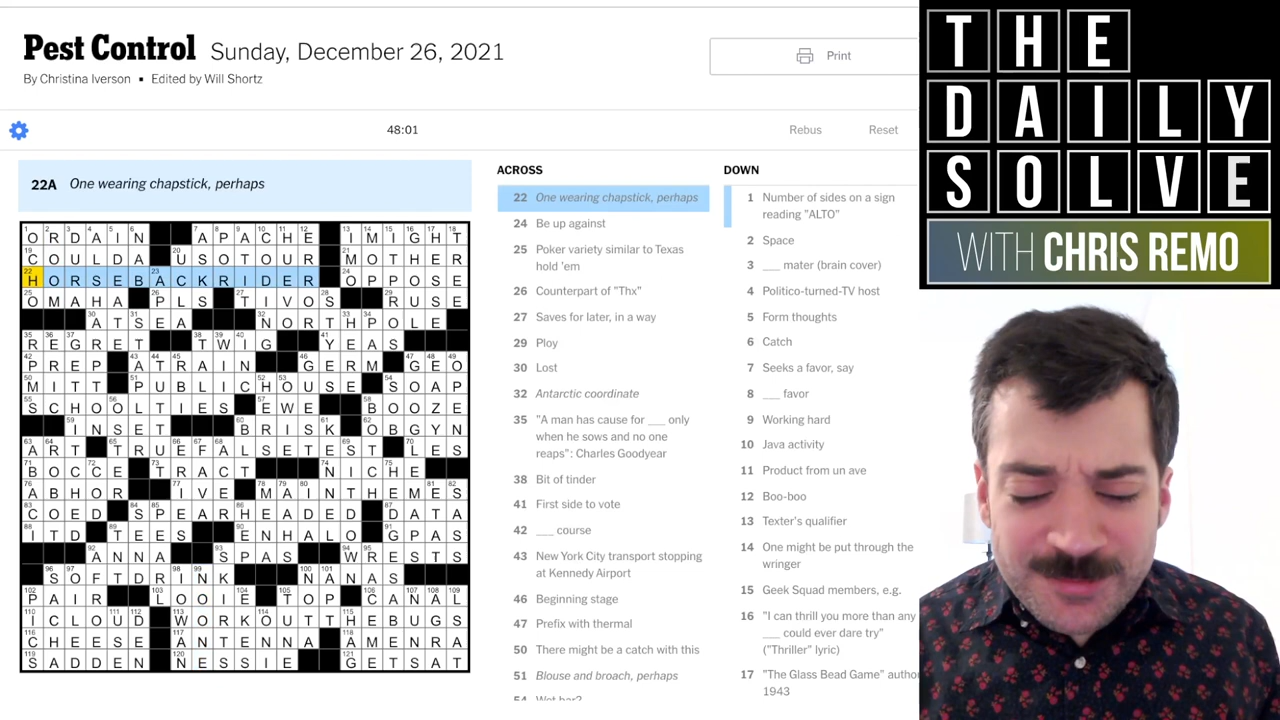 Pest Control Sunday, December 26, 2021
By Christina Iverson ▪ Edited by Will Shortz
Print
48:01
Rebus Reset
22A One wearing chapstick, perhaps
ORDAIN APACHE IMIGHT
COULDA USOTOUR MOTHER
HORSEBACKRIDER OPPOSE
OMAHA PLS TIVOS RUSE
ATSEA NORTHPOLE
REGRET TWIG YEAS
PREP ATRAIN GERM GEO
MITT PUBLICHOUSE SOAP
SCHOOLTIES EWE BOOZE
INSET BRISK OBGYN
ART TRUEFALSETEST LES
BOCCE TRACT NICHE
ABHOR IVE MAINTHEMES
COED SPEARHEADED DATA
ITD TEES ENHALO GPAS
ANNA SPAS WRESTS
SOFTDRINK NANAS
PAIR LOOIE TOP CANAL
ICLOUD WORKOUTTHEBUGS
CHEESE ANTENNA AMENRA
SADDEN NESSIE GETSAT
ACROSS
22 One wearing chapstick, perhaps
24 Be up against
25 Poker variety similar to Texas
hold 'em
26 Counterpart of "Thx"
27 Saves for later, in a way
29 Ploy
30 Lost
32 Antarctic coordinate
35 "A man has cause for ___ only
when he sows and no one
reaps": Charles Goodyear
38 Bit of tinder
41 First side to vote
42 ___ course
43 New York City transport stopping
at Kennedy Airport
46 Beginning stage
47 Prefix with thermal
50 There might be a catch with this
51 Blouse and broach, perhaps
54 Wet bar?
DOWN
1 Number of sides on a sign
reading "ALTO"
2 Space
3 ___ mater (brain cover)
4 Politico-turned-TV host
5 Form thoughts
6 Catch
7 Seeks a favor, say
8 ___ favor
9 Working hard
10 Java activity
11 Product from un ave
12 Boo-boo
13 Texter's qualifier
14 One might be put through the
wringer
15 Geek Squad members, e.g.
16 "I can thrill you more than any
___ could ever dare try"
("Thriller" lyric)
17 "The Glass Bead Game" autho
1943
THE
DAILY
SOLVE
WITH CHRIS REMO